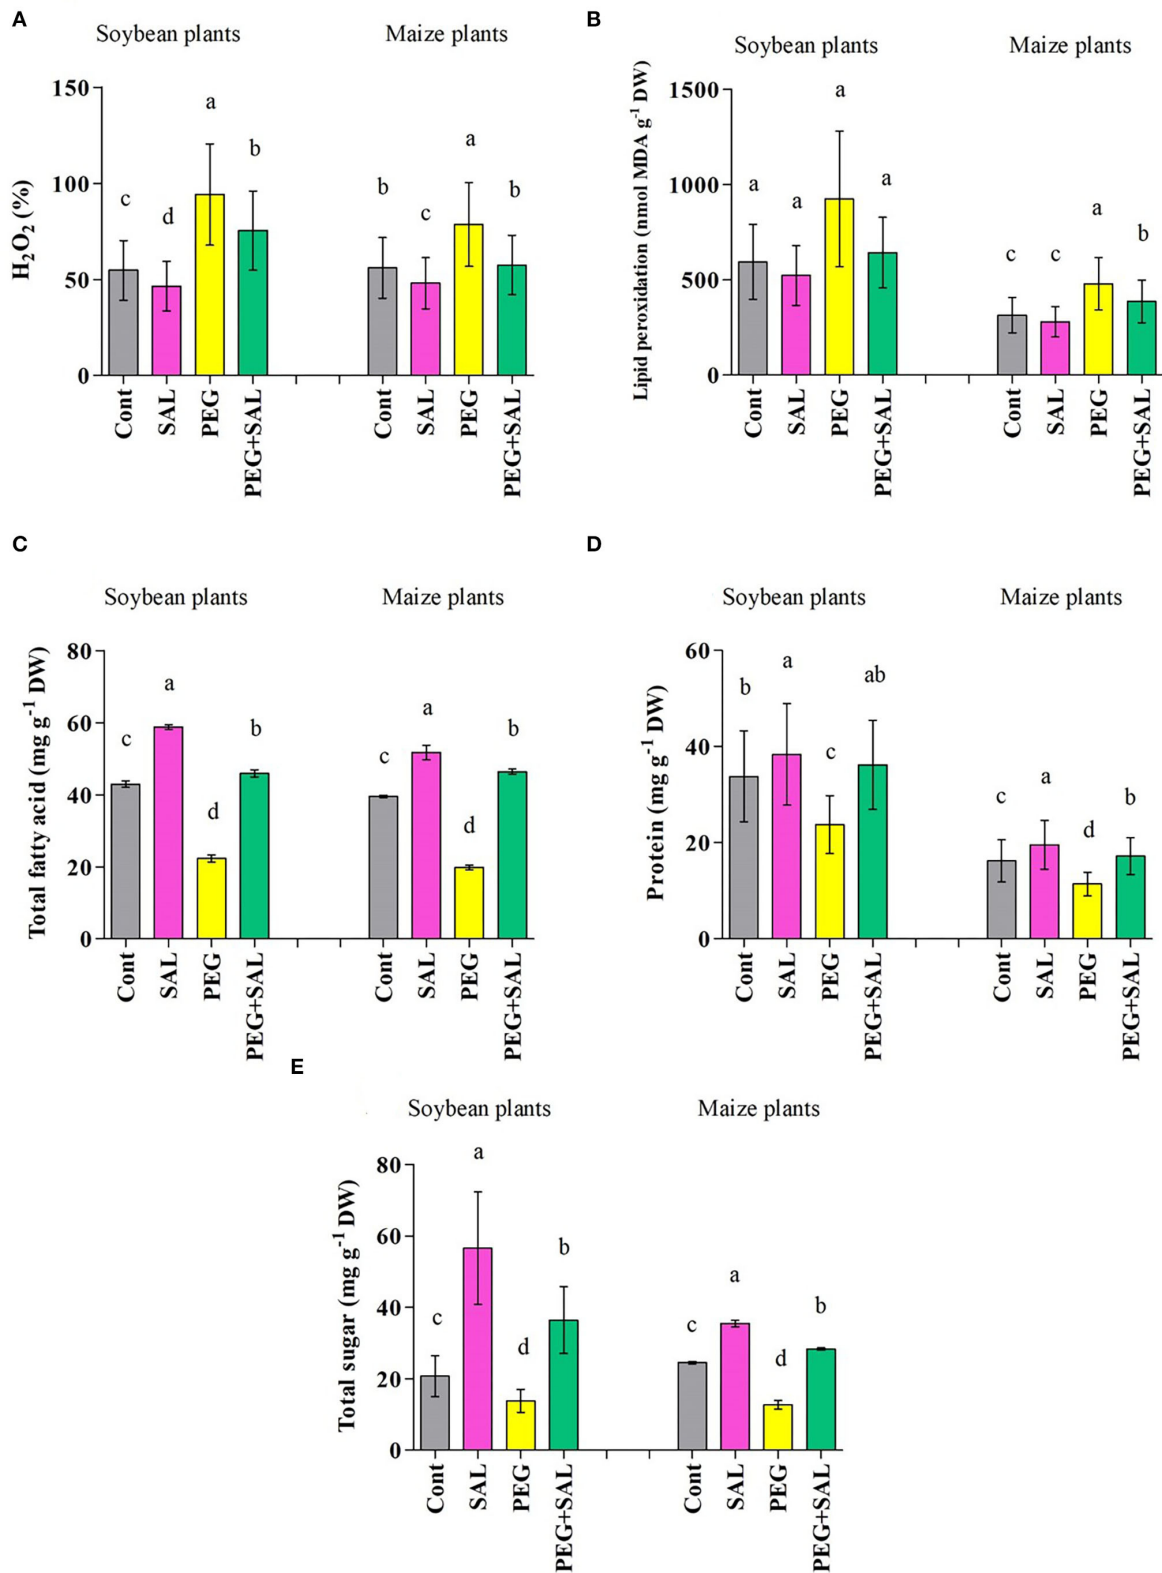 A
Soybean plants Maize plants
H2O2 (%)
150
100
50
0
c d a b b c a b
Cont SAL PEG PEG+SAL Cont SAL PEG PEG+SAL
B
Soybean plants Maize plants
Lipid peroxidation (nmol MDA g-1 DW)
1500
1000
500
0
a a a a c c a b
Cont SAL PEG PEG+SAL Cont SAL PEG PEG+SAL
C
Soybean plants Maize plants
Total fatty acid (mg g-1 DW)
80
60
40
20
0
c a d b c a d b
Cont SAL PEG PEG+SAL Cont SAL PEG PEG+SAL
D
Soybean plants Maize plants
Protein (mg g-1 DW)
60
40
20
0
b a c ab c a d b
Cont SAL PEG PEG+SAL Cont SAL PEG PEG+SAL
E
Soybean plants Maize plants
Total sugar (mg g-1 DW)
80
60
40
20
0
c a d b c a d b
Cont SAL PEG PEG+SAL Cont SAL PEG PEG+SAL